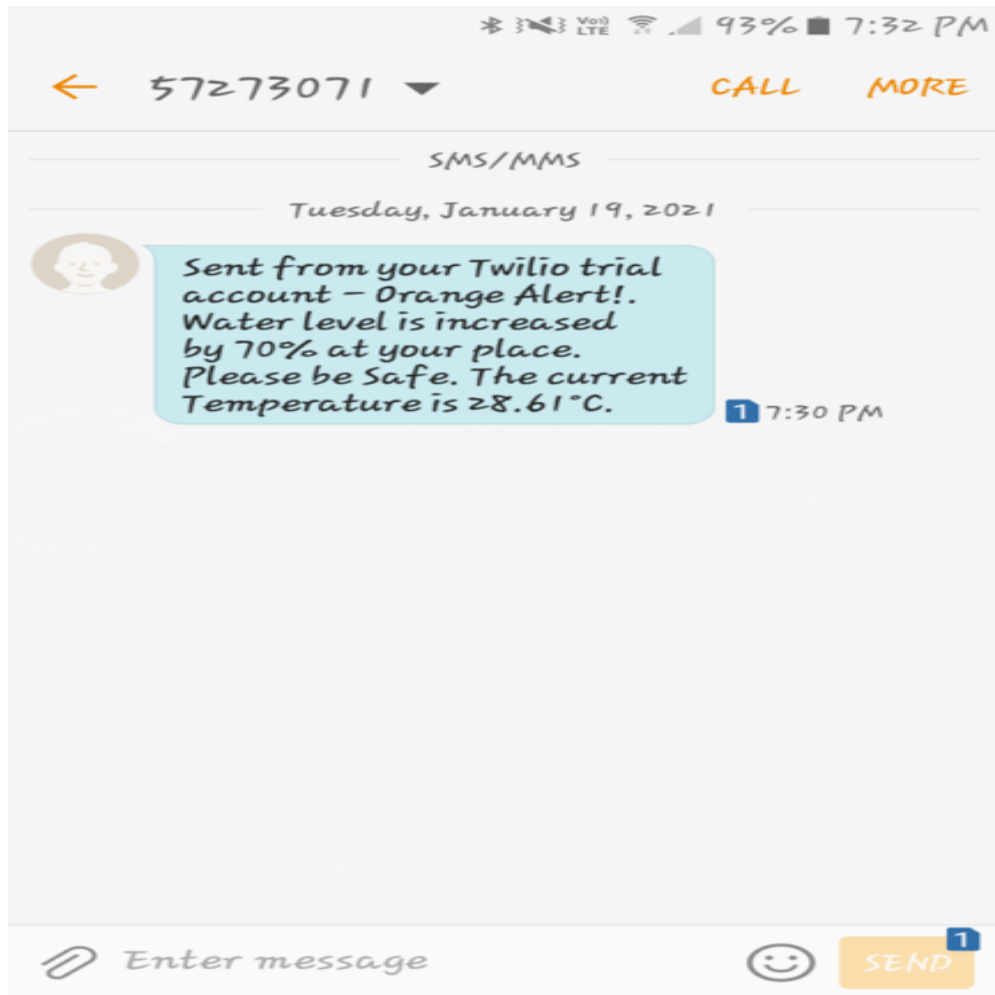 Vo))
LTE
93% 7:32 PM
57273071
CALL
MORE
SMS/MMS
Tuesday, January 19, 2021
Sent from your Twilio trial
account - Orange Alert!.
Water level is increased
by 70% at your place.
Please be Safe. The current
Temperature is 28.61°C.
1 7:30 PM
Enter message
1
SEND